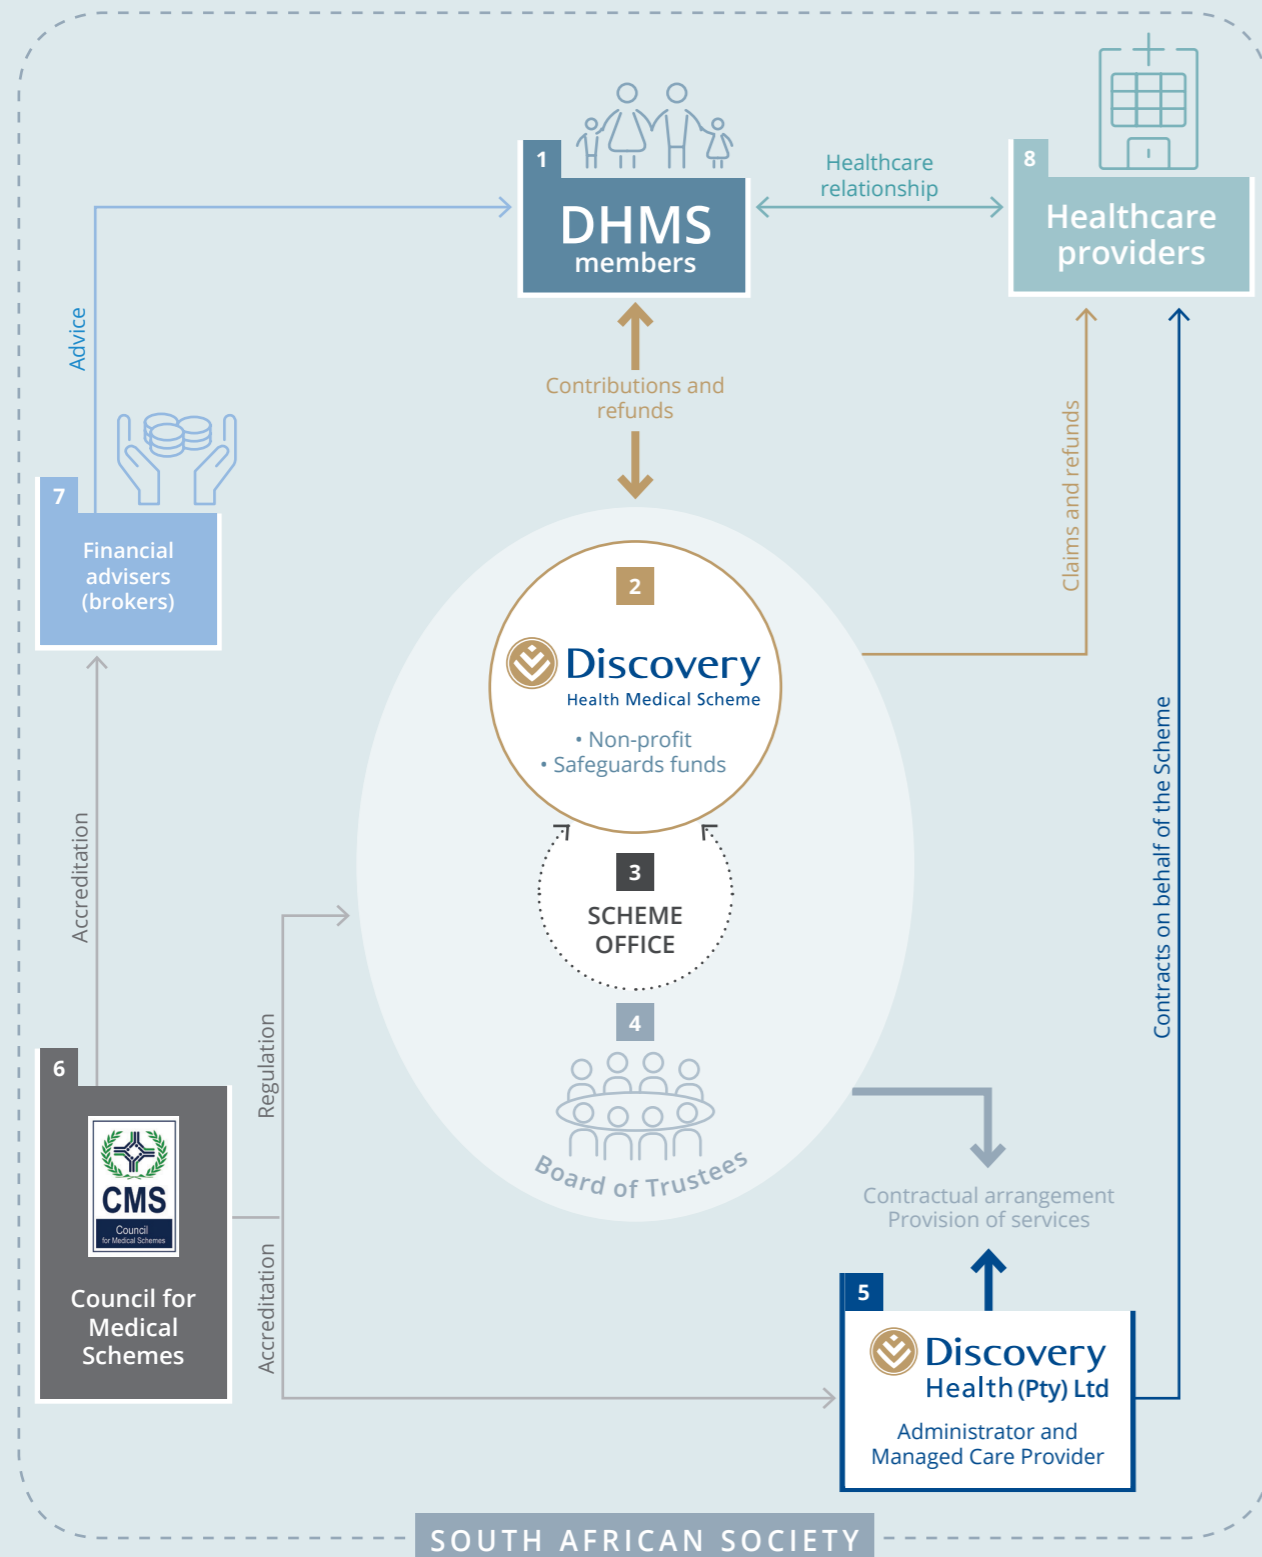 1
DHMS
members
Healthcare
relationship
8
Healthcare
providers
Advice
Contributions and
refunds
Claims and refunds
7
Financial
advisers
(brokers)
2
Discovery
Health Medical Scheme
• Non-profit
• Safeguards funds
Contracts on behalf of the Scheme
Accreditation
3
SCHEME
OFFICE
4
Board of Trustees
Regulation
6
CMS
Council
for Medical Schemes
Council for
Medical
Schemes
Accreditation
Contractual arrangement
Provision of services
5
Discovery
Health (Pty) Ltd
Administrator and
Managed Care Provider
SOUTH AFRICAN SOCIETY